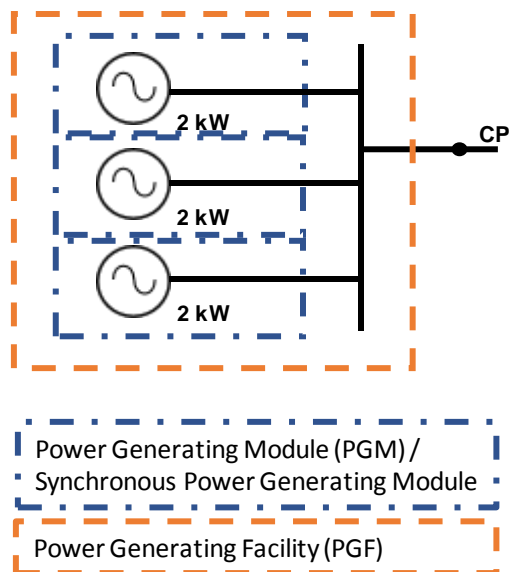 2 kW
CP
2 kW
2 kW
Power Generating Module (PGM) /
Synchronous Power Generating Module
Power Generating Facility (PGF)